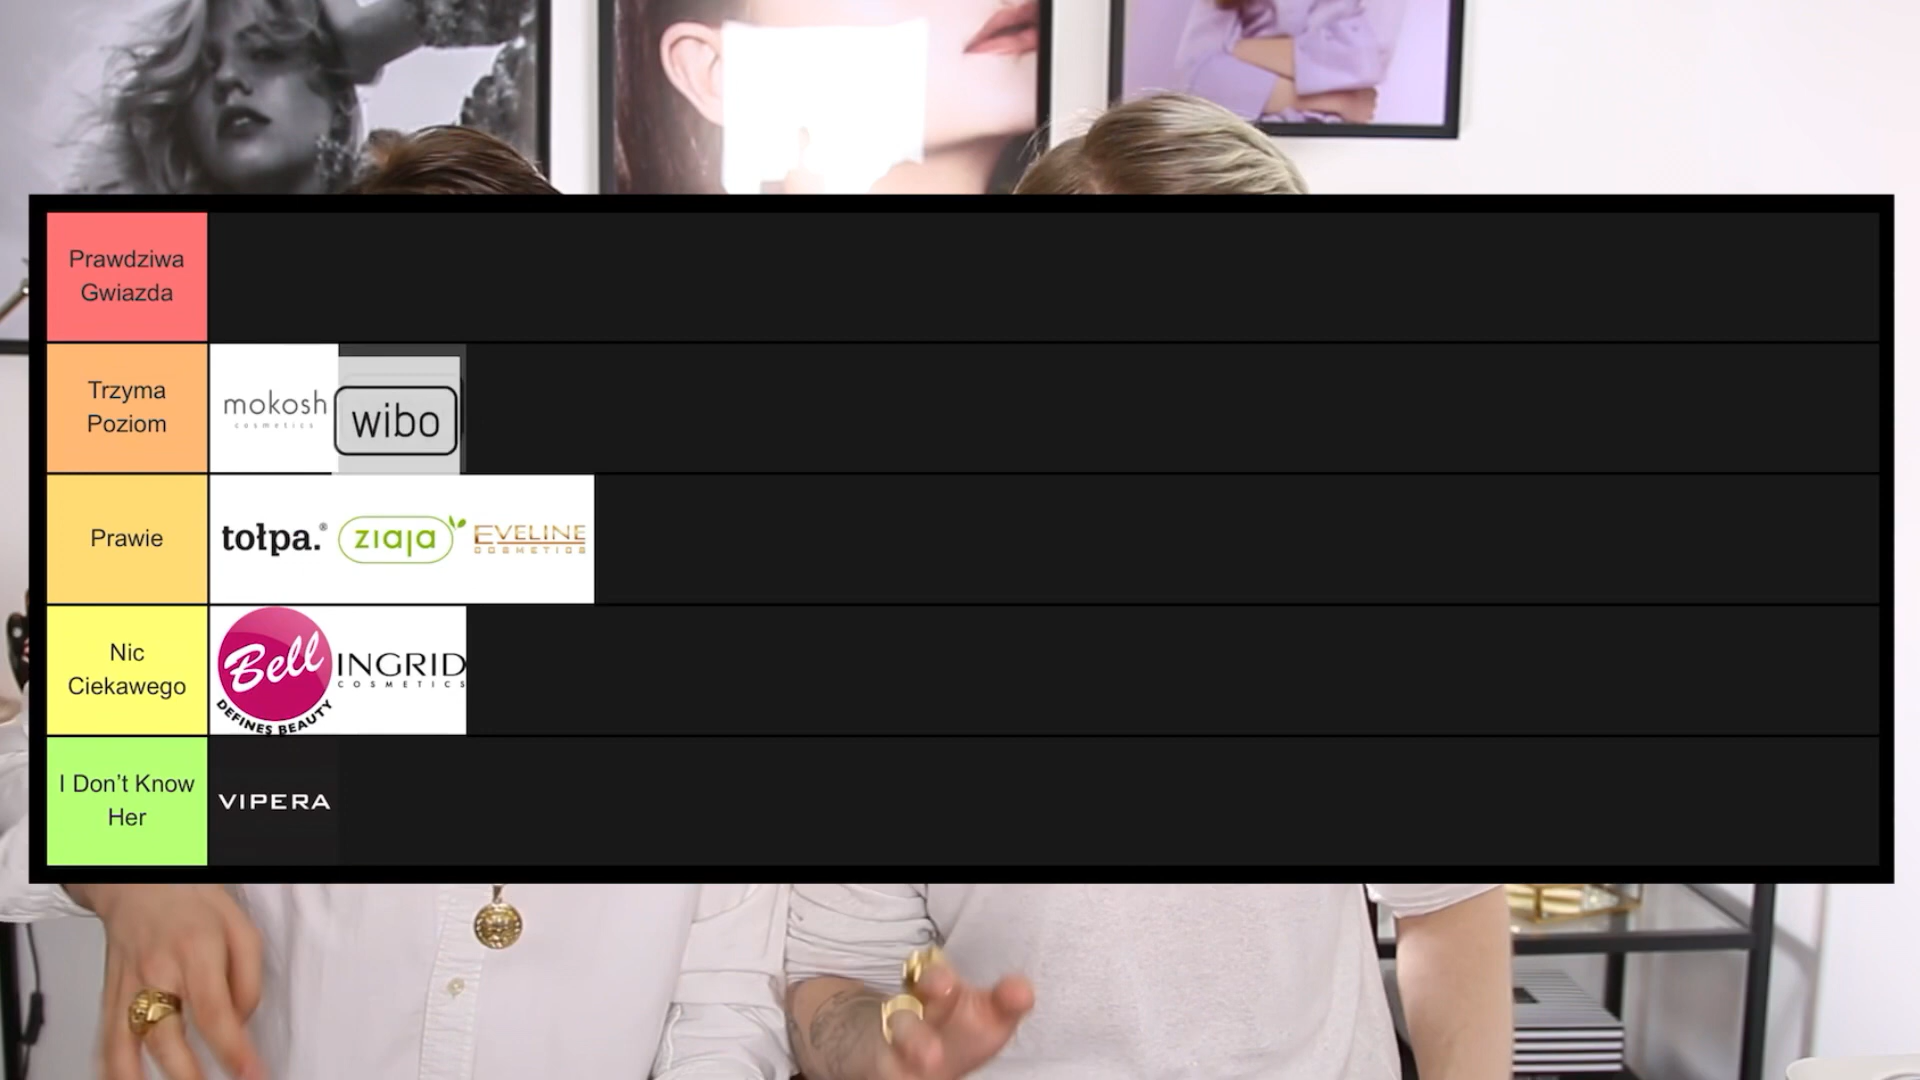 Prawdziwa
Gwiazda
Trzyma
Poziom
mokosh
cosmetics
wibo
Prawie
tołpa.®
ziaja
EVELINE
COSMETICS
Nic
Ciekawego
Bell
DEFINES BEAUTY
INGRID
COSMETICS
I Don’t Know
Her
VIPERA